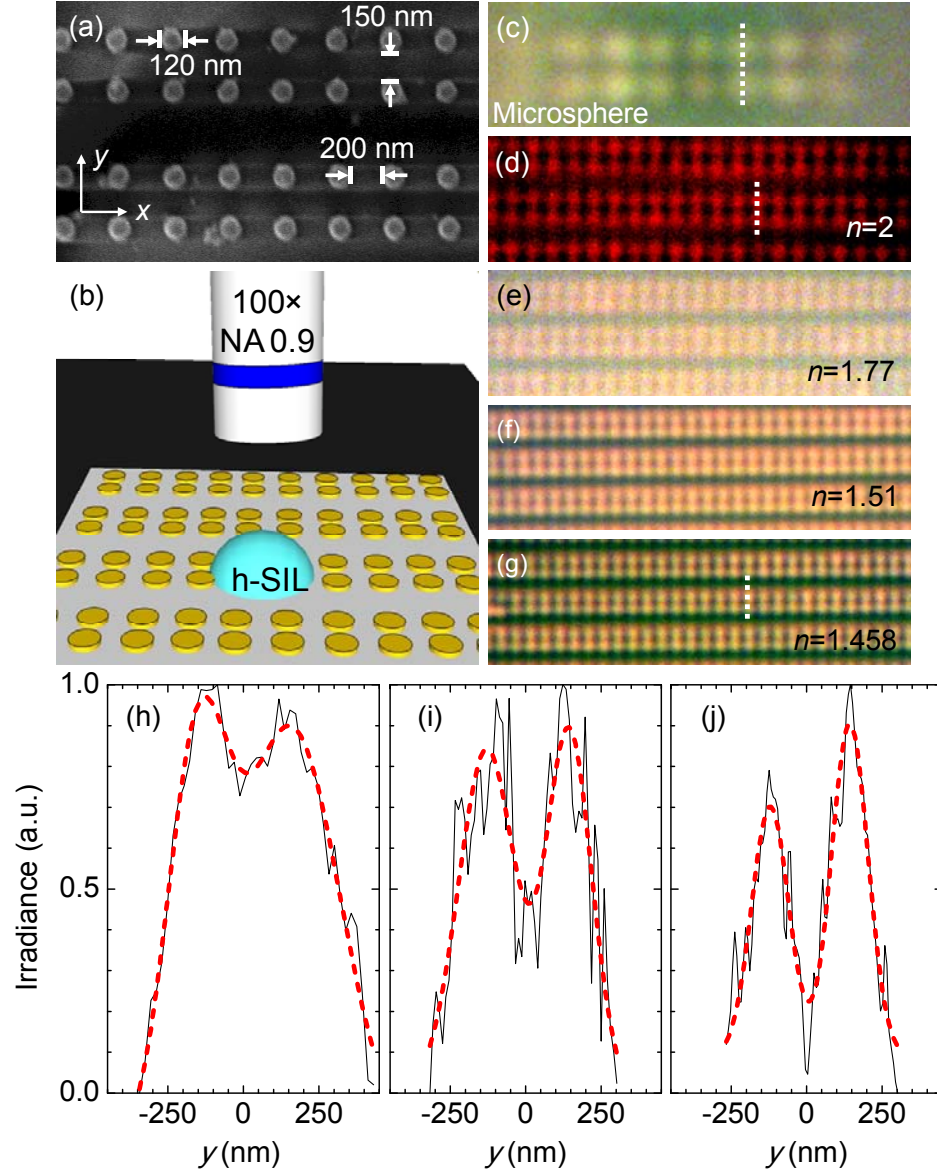 (a)
150 nm
120 nm
200 nm
y
x
(b)
100×
NA 0.9
h-SIL
(c)
Microsphere
(d)
n=2
(e)
n=1.77
(f)
n=1.51
(g)
n=1.458
(h)
(i)
(j)
1.0
0.5
0.0
Irradiance (a.u.)
-250 0 250
-250 0 250
-250 0 250
y (nm)
y (nm)
y (nm)